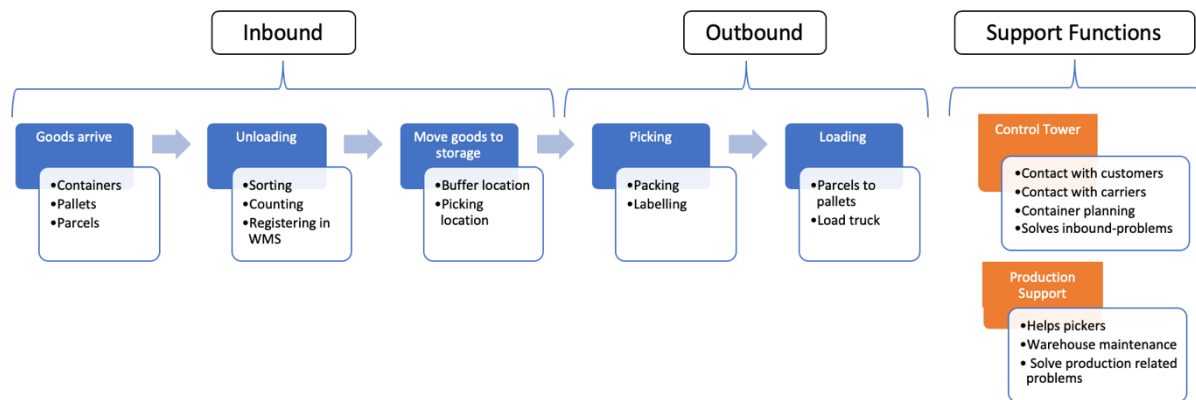 Inbound
Outbound
Support Functions
Goods arrive
•Containers
•Pallets
•Parcels
Unloading
•Sorting
•Counting
•Registering in
WMS
Move goods to
storage
•Buffer location
•Picking
location
Picking
•Packing
•Labelling
Loading
•Parcels to
pallets
•Load truck
Control Tower
•Contact with customers
•Contact with carriers
•Container planning
•Solves inbound-problems
Production
Support
•Helps pickers
•Warehouse maintenance
• Solve production related
problems